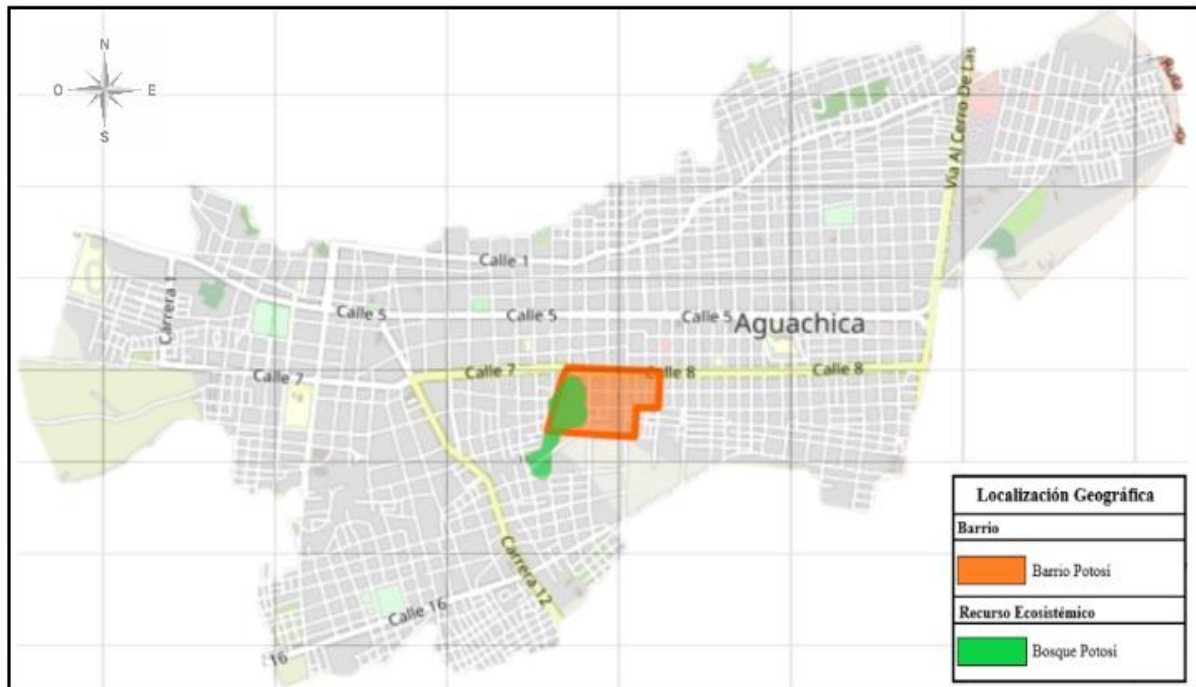 N
O E
S
Via Al Cerro De Las
Calle 1
Carrera 1
Calle 5
Calle 5
Calle 5
Aguachica
Calle 7
Calle 7
Calle 8
Calle 8
Carrera 12
Calle 16
16
Localización Geográfica
Barrio
Barrio Potosí
Recurso Ecosistémico
Bosque Potosí